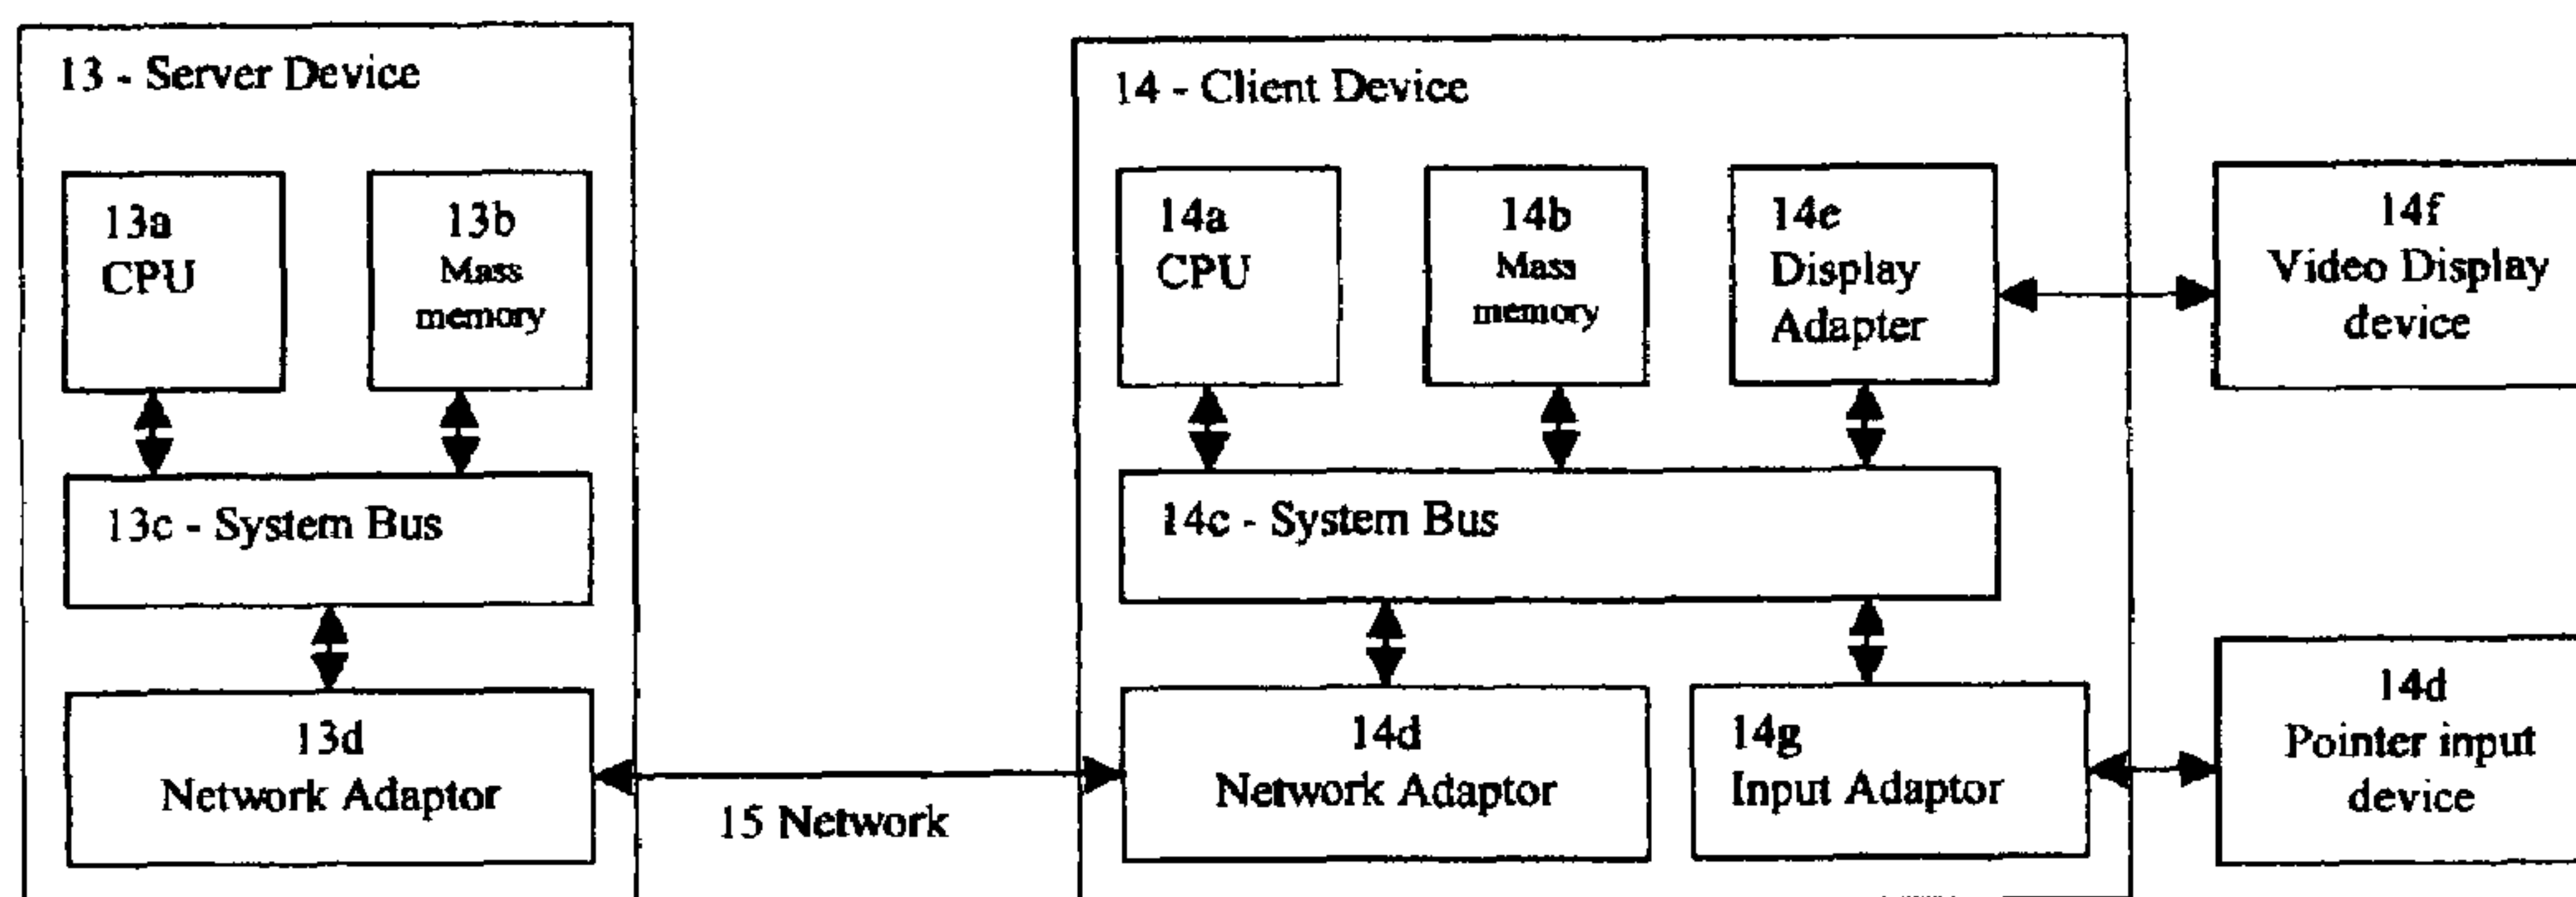 13 - Server Device
13a
CPU
13b
Mass
memory
13c - System Bus
13d
Network Adaptor
15 Network
14 - Client Device
14a
CPU
14b
Mass
memory
14e
Display
Adapter
14c - System Bus
14d
Network Adaptor
14g
Input Adaptor
14f
Video Display
device
14d
Pointer input
device